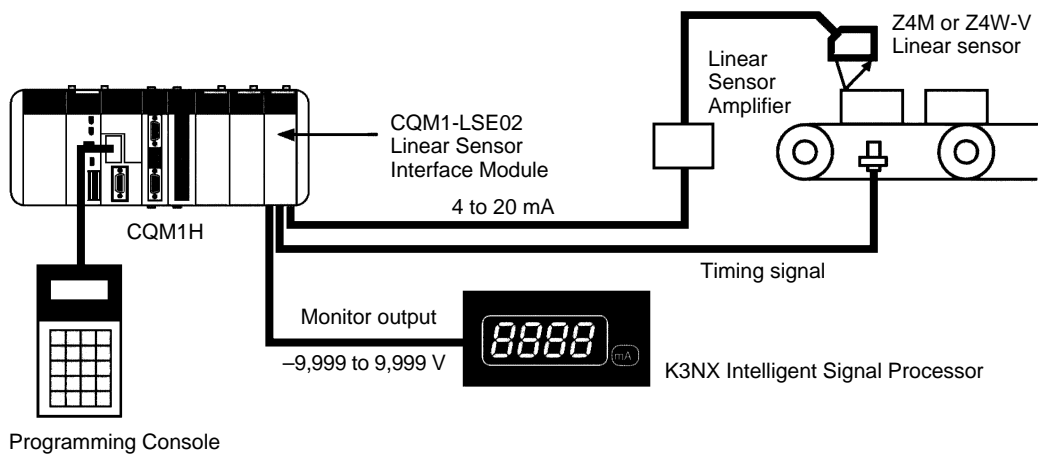 Z4M or Z4W-V
Linear sensor
Linear
Sensor
Amplifier
CQM1-LSE02
Linear Sensor
Interface Module
4 to 20 mA
CQM1H
Timing signal
Monitor output
–9,999 to 9,999 V
8888
mA
K3NX Intelligent Signal Processor
Programming Console